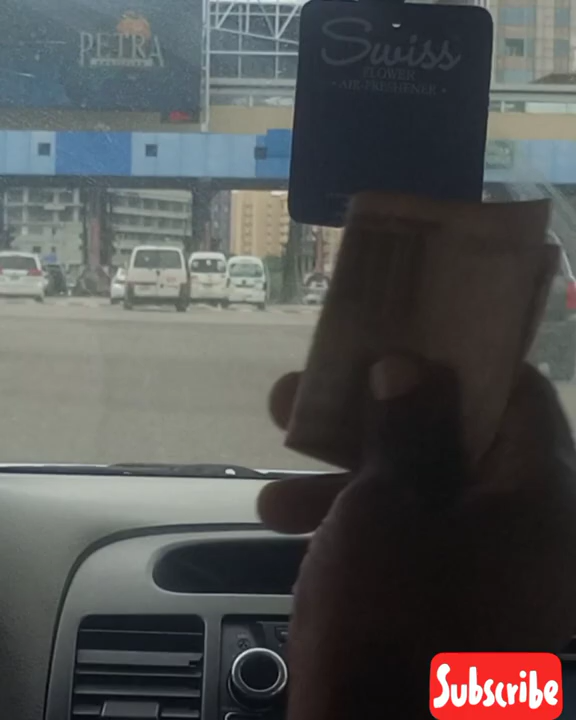 PETRA
Swiss
FLOWER
• AIR-FRESHENER •
Subscribe